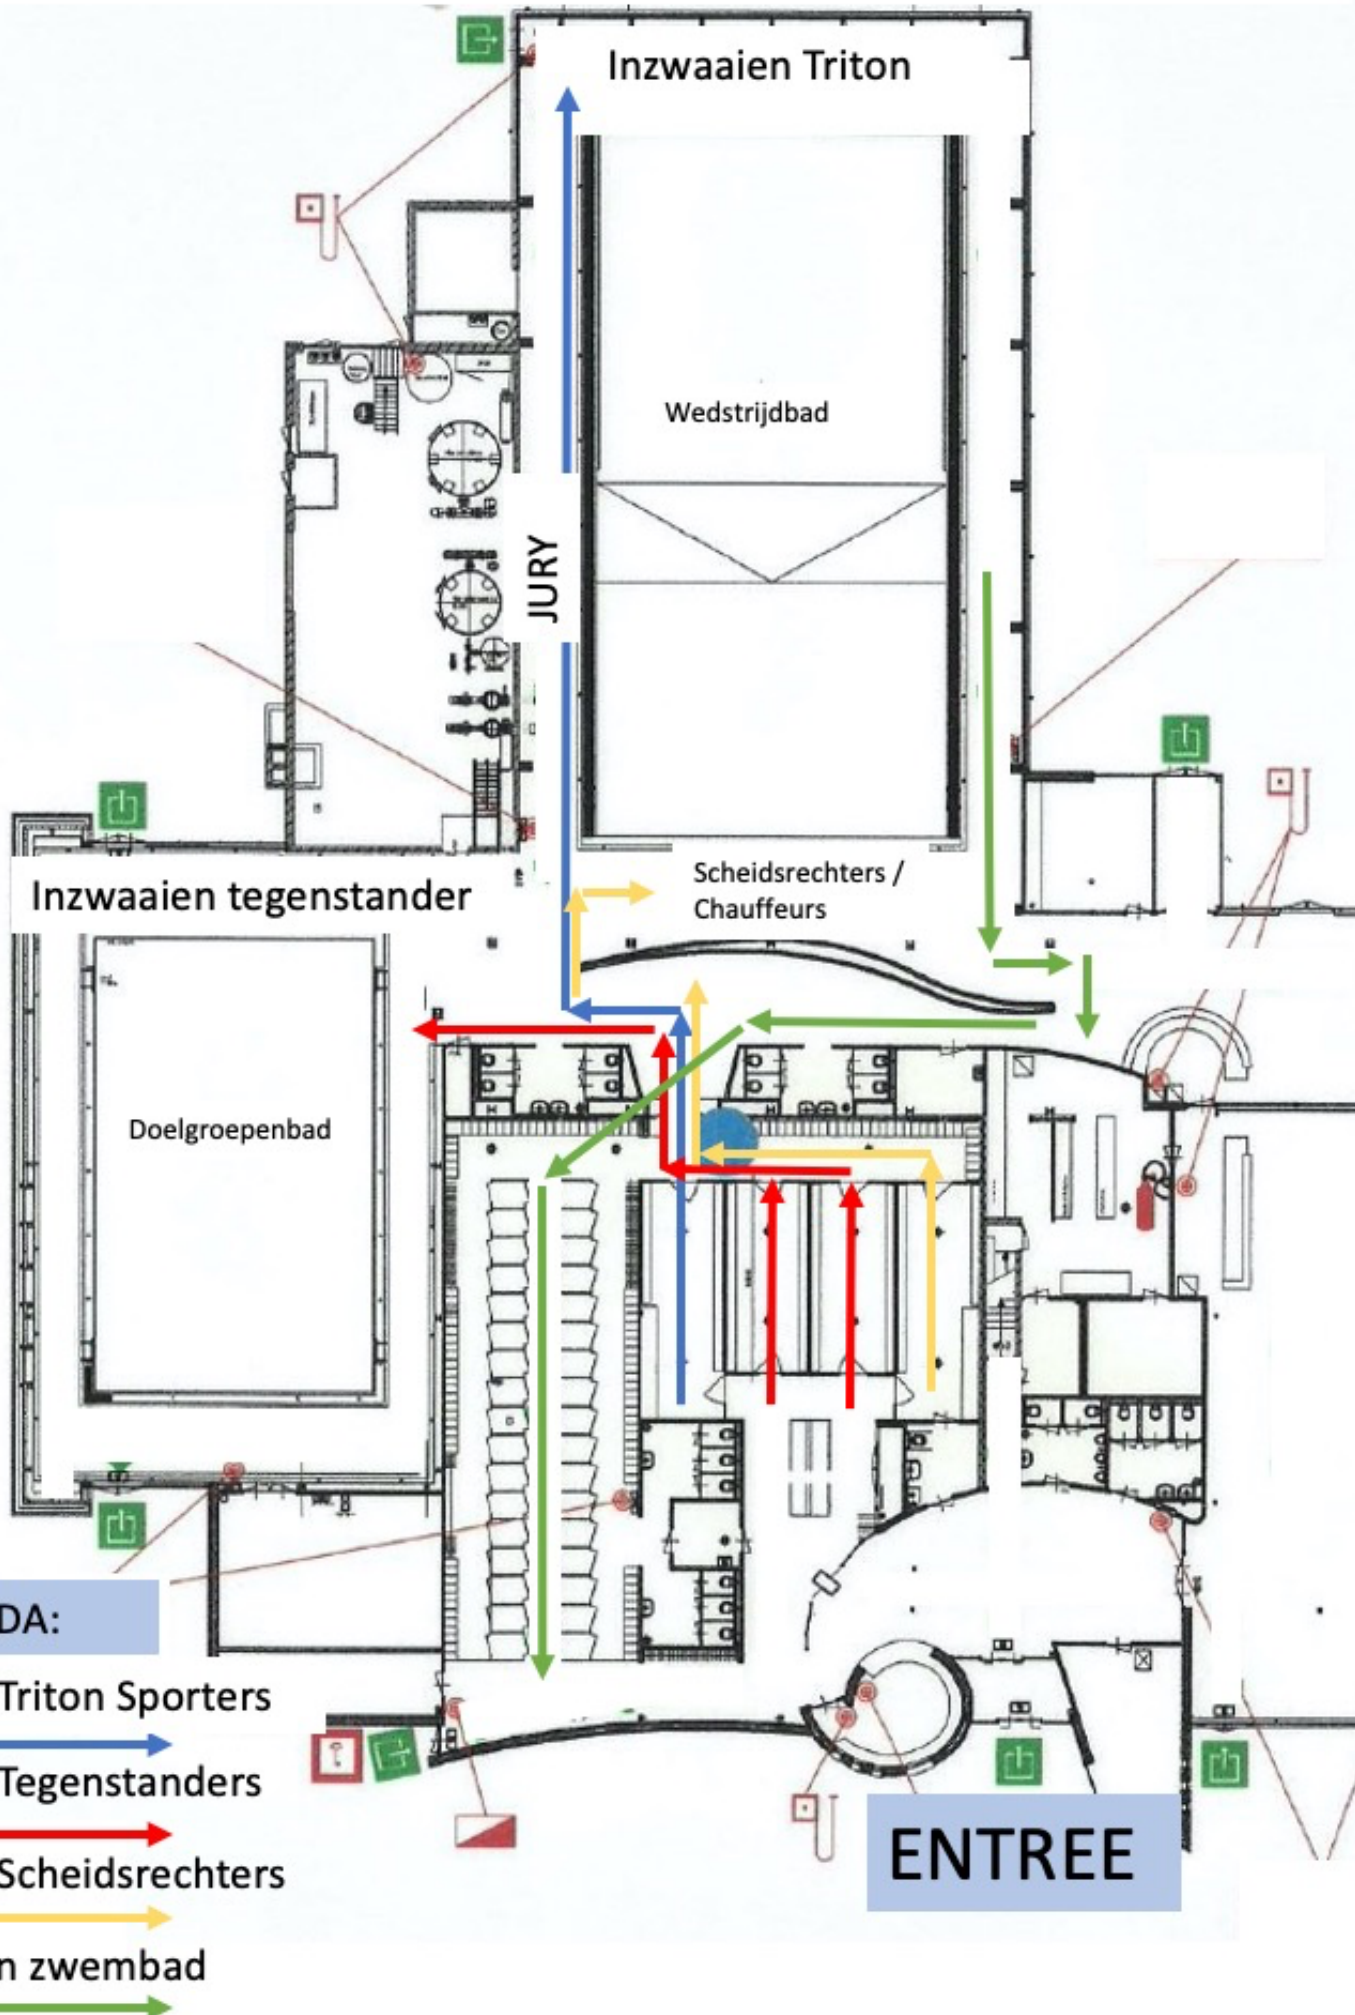 Inzwaaien Triton
Wedstrijdbad
JURY
Scheidsrechters /
Chauffeurs
Inzwaaien tegenstander
Doelgroepenbad
DA:
Triton Sporters
Tegenstanders
Scheidsrechters
n zwembad
ENTREE